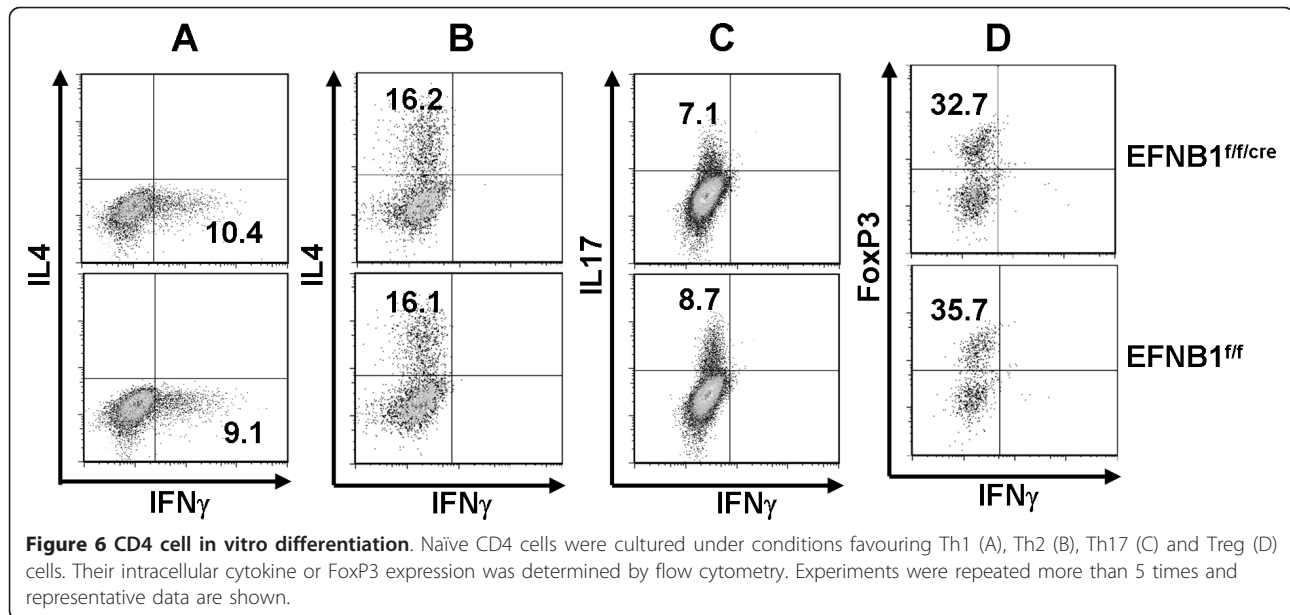 A B C D
IL4
10.4
9.1
IFNγ
IL4
16.2
16.1
IFNγ
IL17
7.1
8.7
IFNγ
FoxP3
32.7
35.7
IFNγ
EFNB1f/f/cre
EFNB1f/f
Figure 6 CD4 cell in vitro differentiation. Naïve CD4 cells were cultured under conditions favouring Th1 (A), Th2 (B), Th17 (C) and Treg (D)
cells. Their intracellular cytokine or FoxP3 expression was determined by flow cytometry. Experiments were repeated more than 5 times and
representative data are shown.